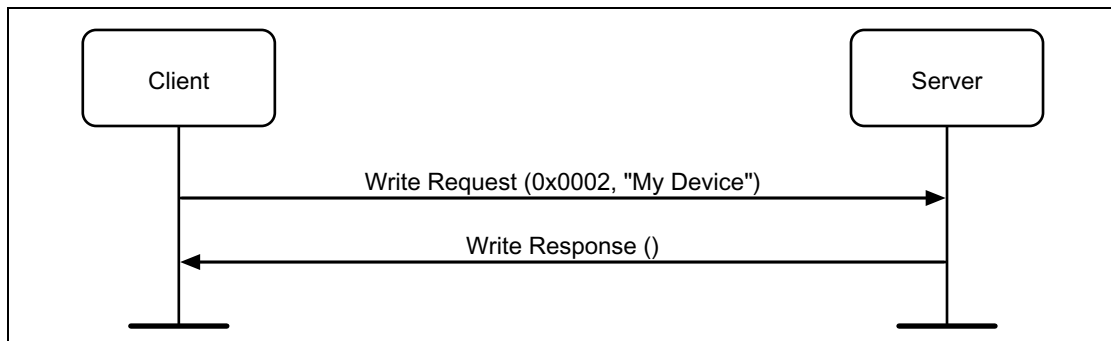 Client
Server
Write Request (0x0002, "My Device")
Write Response ()